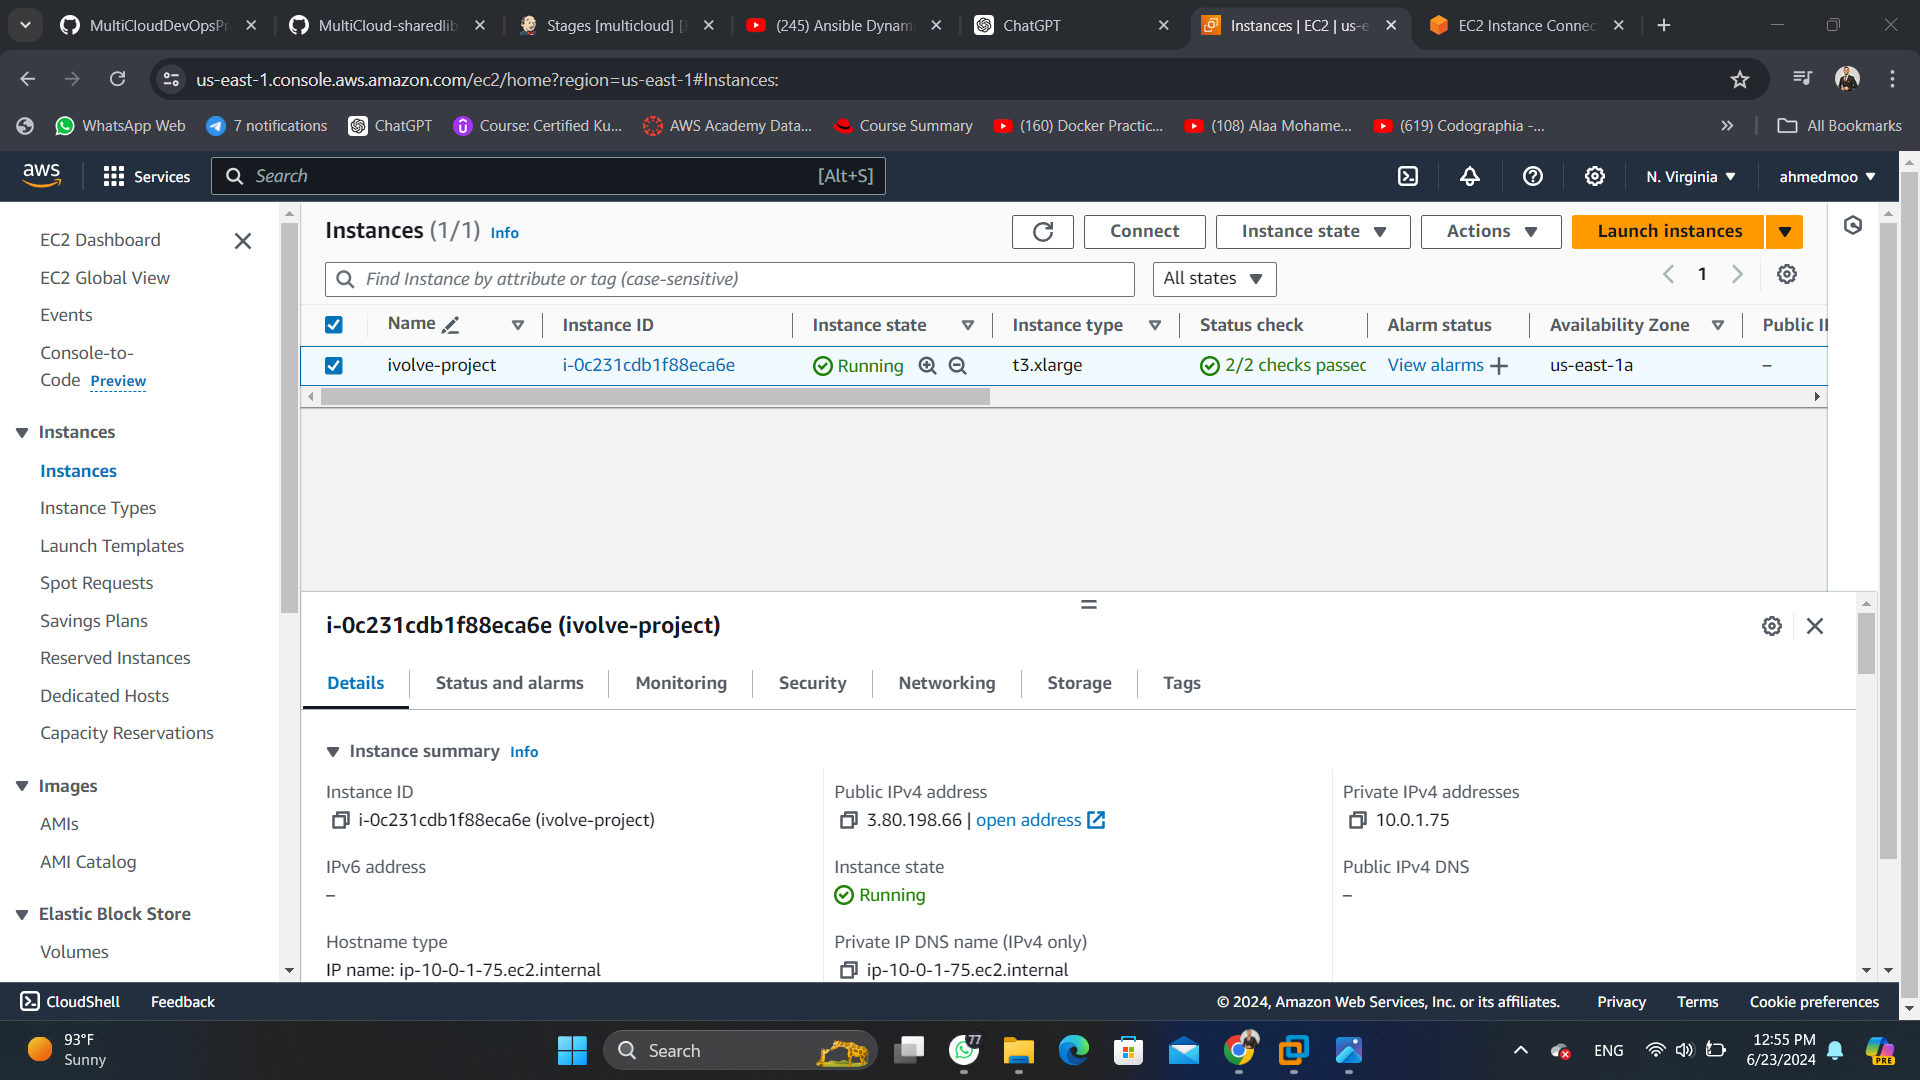 MultiCloudDevOpsPr
MultiCloud-sharedlib
Stages [multicloud] [J
(245) Ansible Dynami
ChatGPT
Instances | EC2 | us-e
EC2 Instance Connec
us-east-1.console.aws.amazon.com/ec2/home?region=us-east-1#Instances:
WhatsApp Web
7 notifications
ChatGPT
Course: Certified Ku...
AWS Academy Data...
Course Summary
(160) Docker Practic...
(108) Alaa Mohame...
(619) Codographia -...
All Bookmarks
aws
Services
Search
[Alt+S]
N. Virginia
ahmedmoo
EC2 Dashboard
EC2 Global View
Events
Console-to-
Code Preview
Instances
Instances
Instance Types
Launch Templates
Spot Requests
Savings Plans
Reserved Instances
Dedicated Hosts
Capacity Reservations
Images
AMIs
AMI Catalog
Elastic Block Store
Volumes
Instances (1/1) Info
Connect
Instance state
Actions
Launch instances
Find Instance by attribute or tag (case-sensitive)
All states
1
Name
Instance ID
Instance state
Instance type
Status check
Alarm status
Availability Zone
Public II
ivolve-project
i-0c231cdb1f88eca6e
Running
t3.xlarge
2/2 checks passec
View alarms
us-east-1a
–
i-0c231cdb1f88eca6e (ivolve-project)
Details
Status and alarms
Monitoring
Security
Networking
Storage
Tags
Instance summary Info
Instance ID
i-0c231cdb1f88eca6e (ivolve-project)
Public IPv4 address
3.80.198.66 | open address
Private IPv4 addresses
10.0.1.75
IPv6 address
–
Instance state
Running
Public IPv4 DNS
–
Hostname type
IP name: ip-10-0-1-75.ec2.internal
Private IP DNS name (IPv4 only)
ip-10-0-1-75.ec2.internal
CloudShell
Feedback
© 2024, Amazon Web Services, Inc. or its affiliates.
Privacy
Terms
Cookie preferences
93°F
Sunny
Search
77
ENG
12:55 PM
6/23/2024
PRE